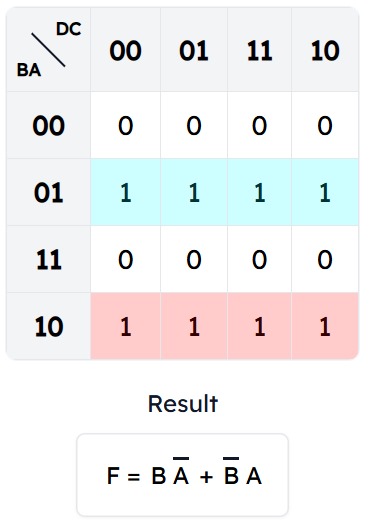 DC
BA
00 01 11 10
00 0 0 0 0
01 1 1 1 1
11 0 0 0 0
10 1 1 1 1
Result
F = B A̅ + B̅ A